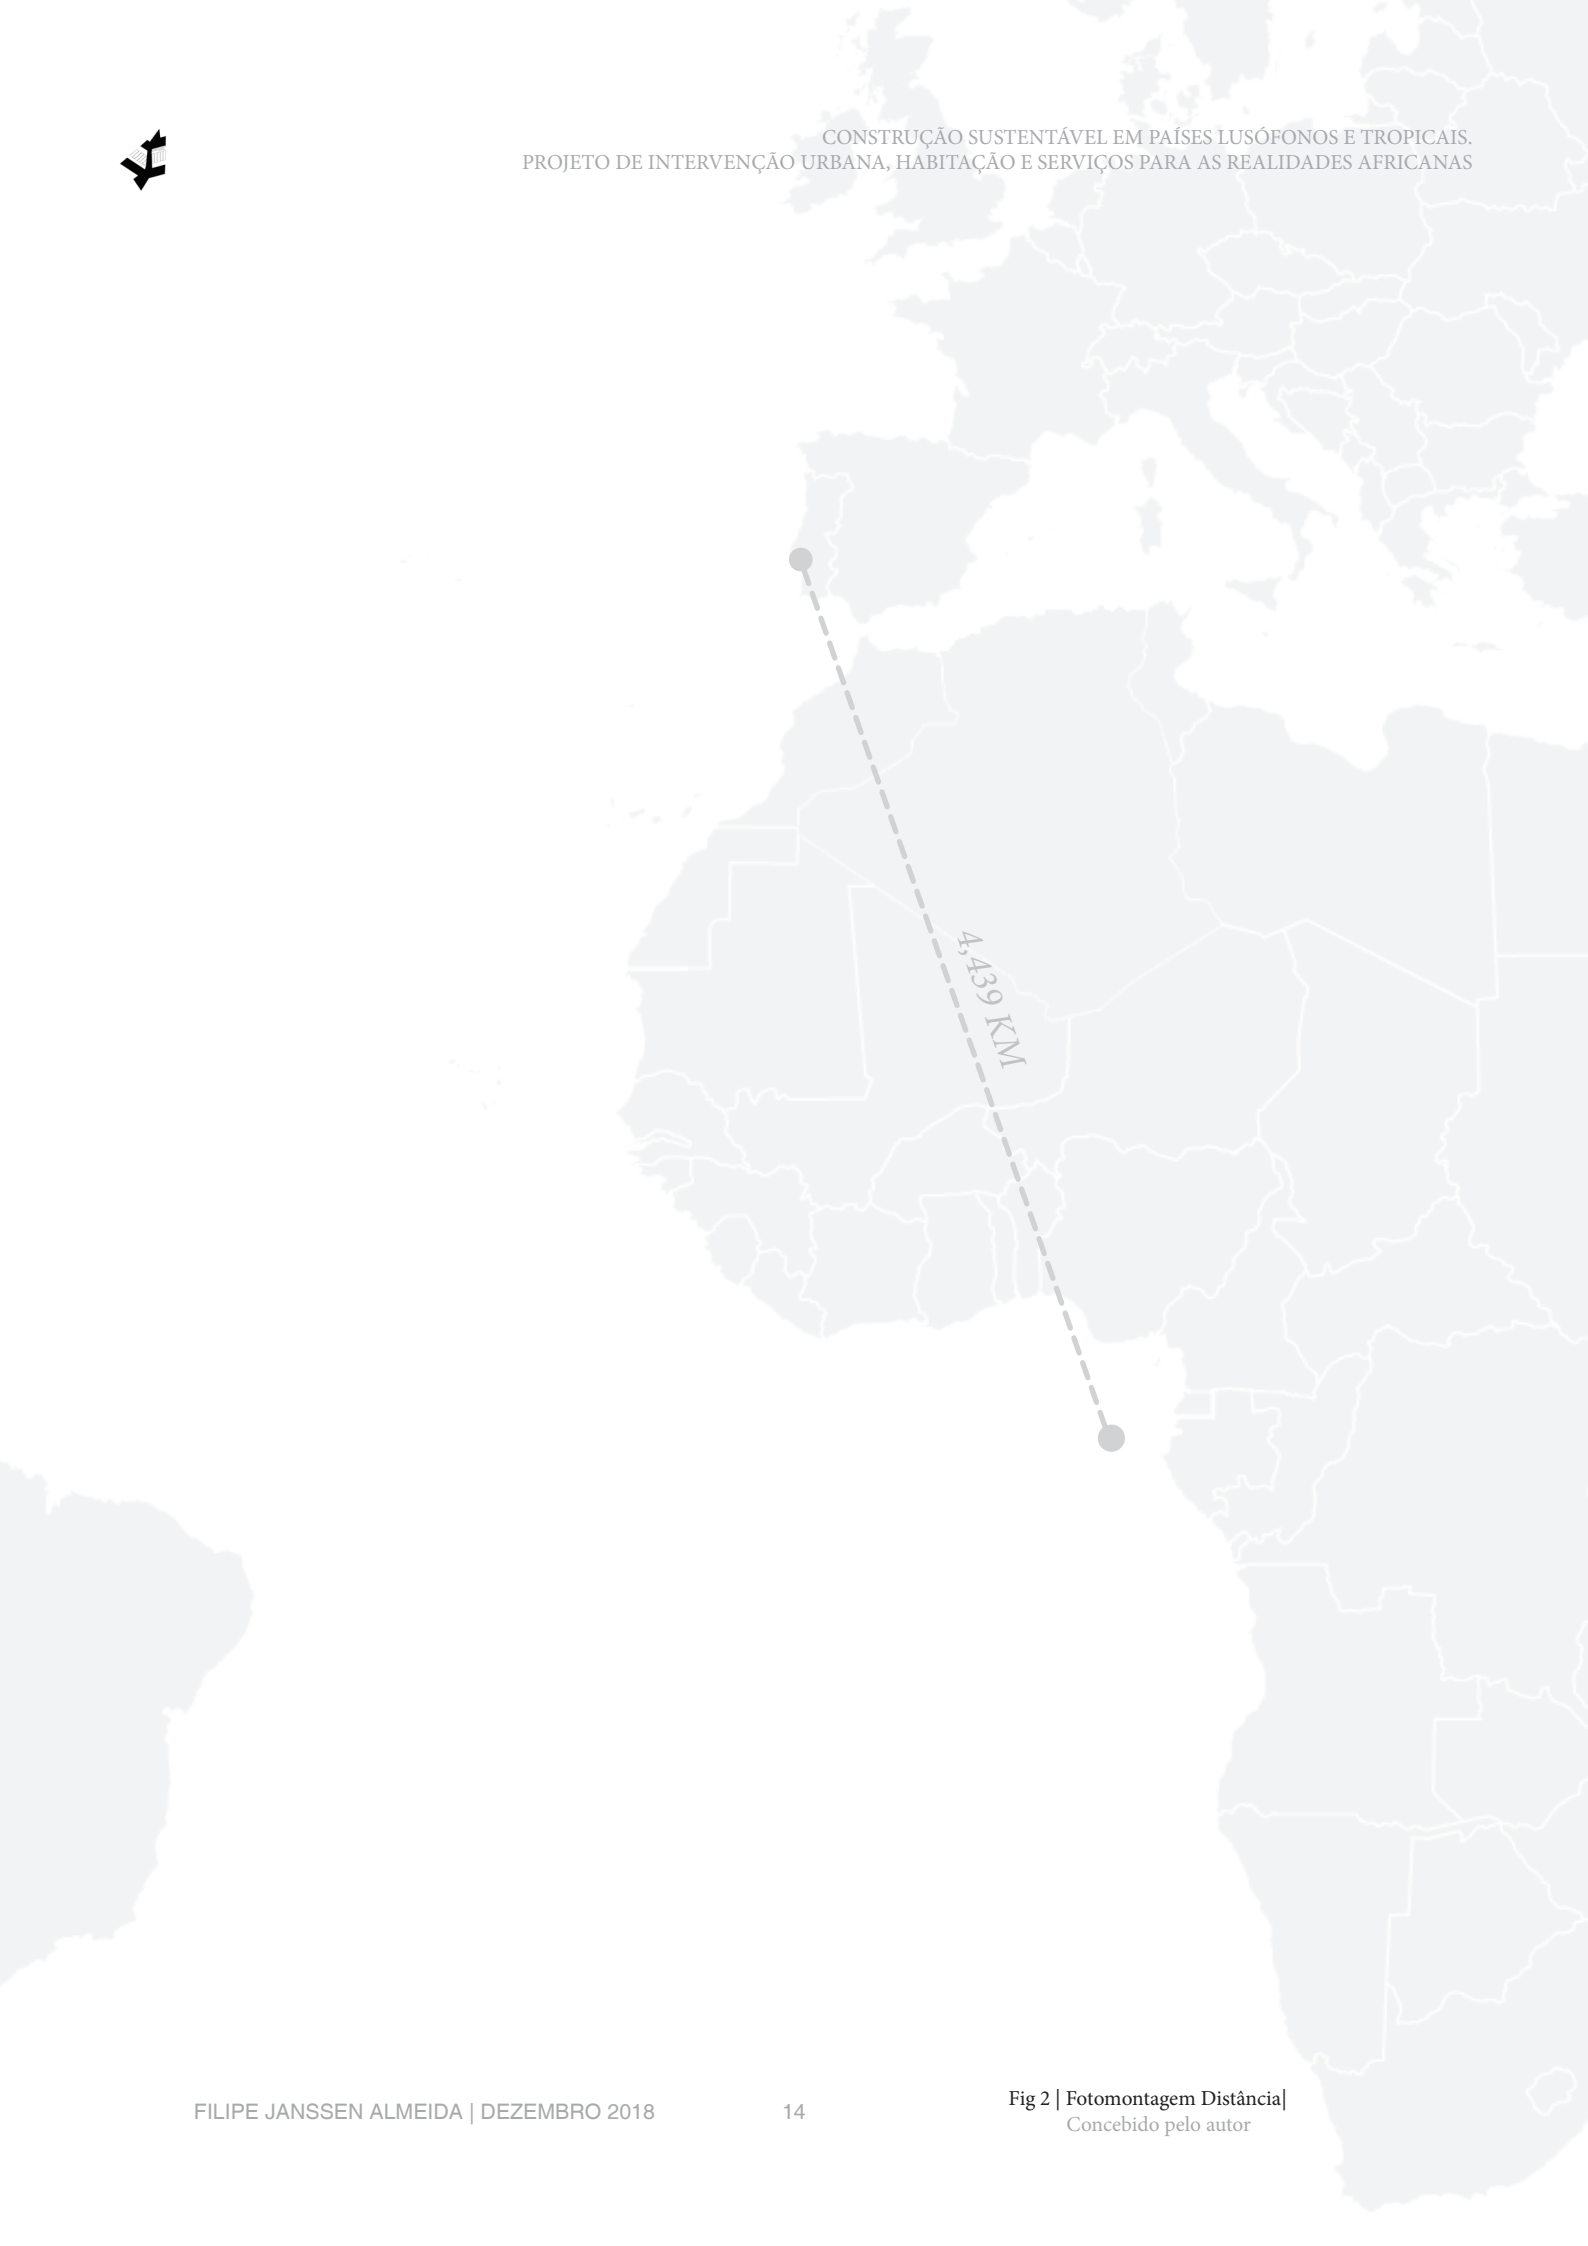 CONSTRUÇÃO SUSTENTÁVEL EM PAÍSES LUSÓFONOS E TROPICAIS.
PROJETO DE INTERVENÇÃO URBANA, HABITAÇÃO E SERVIÇOS PARA AS REALIDADES AFRICANAS
4,439 KM
FILIPE JANSSEN ALMEIDA | DEZEMBRO 2018
14
Fig 2 | Fotomontagem Distância|
Concebido pelo autor